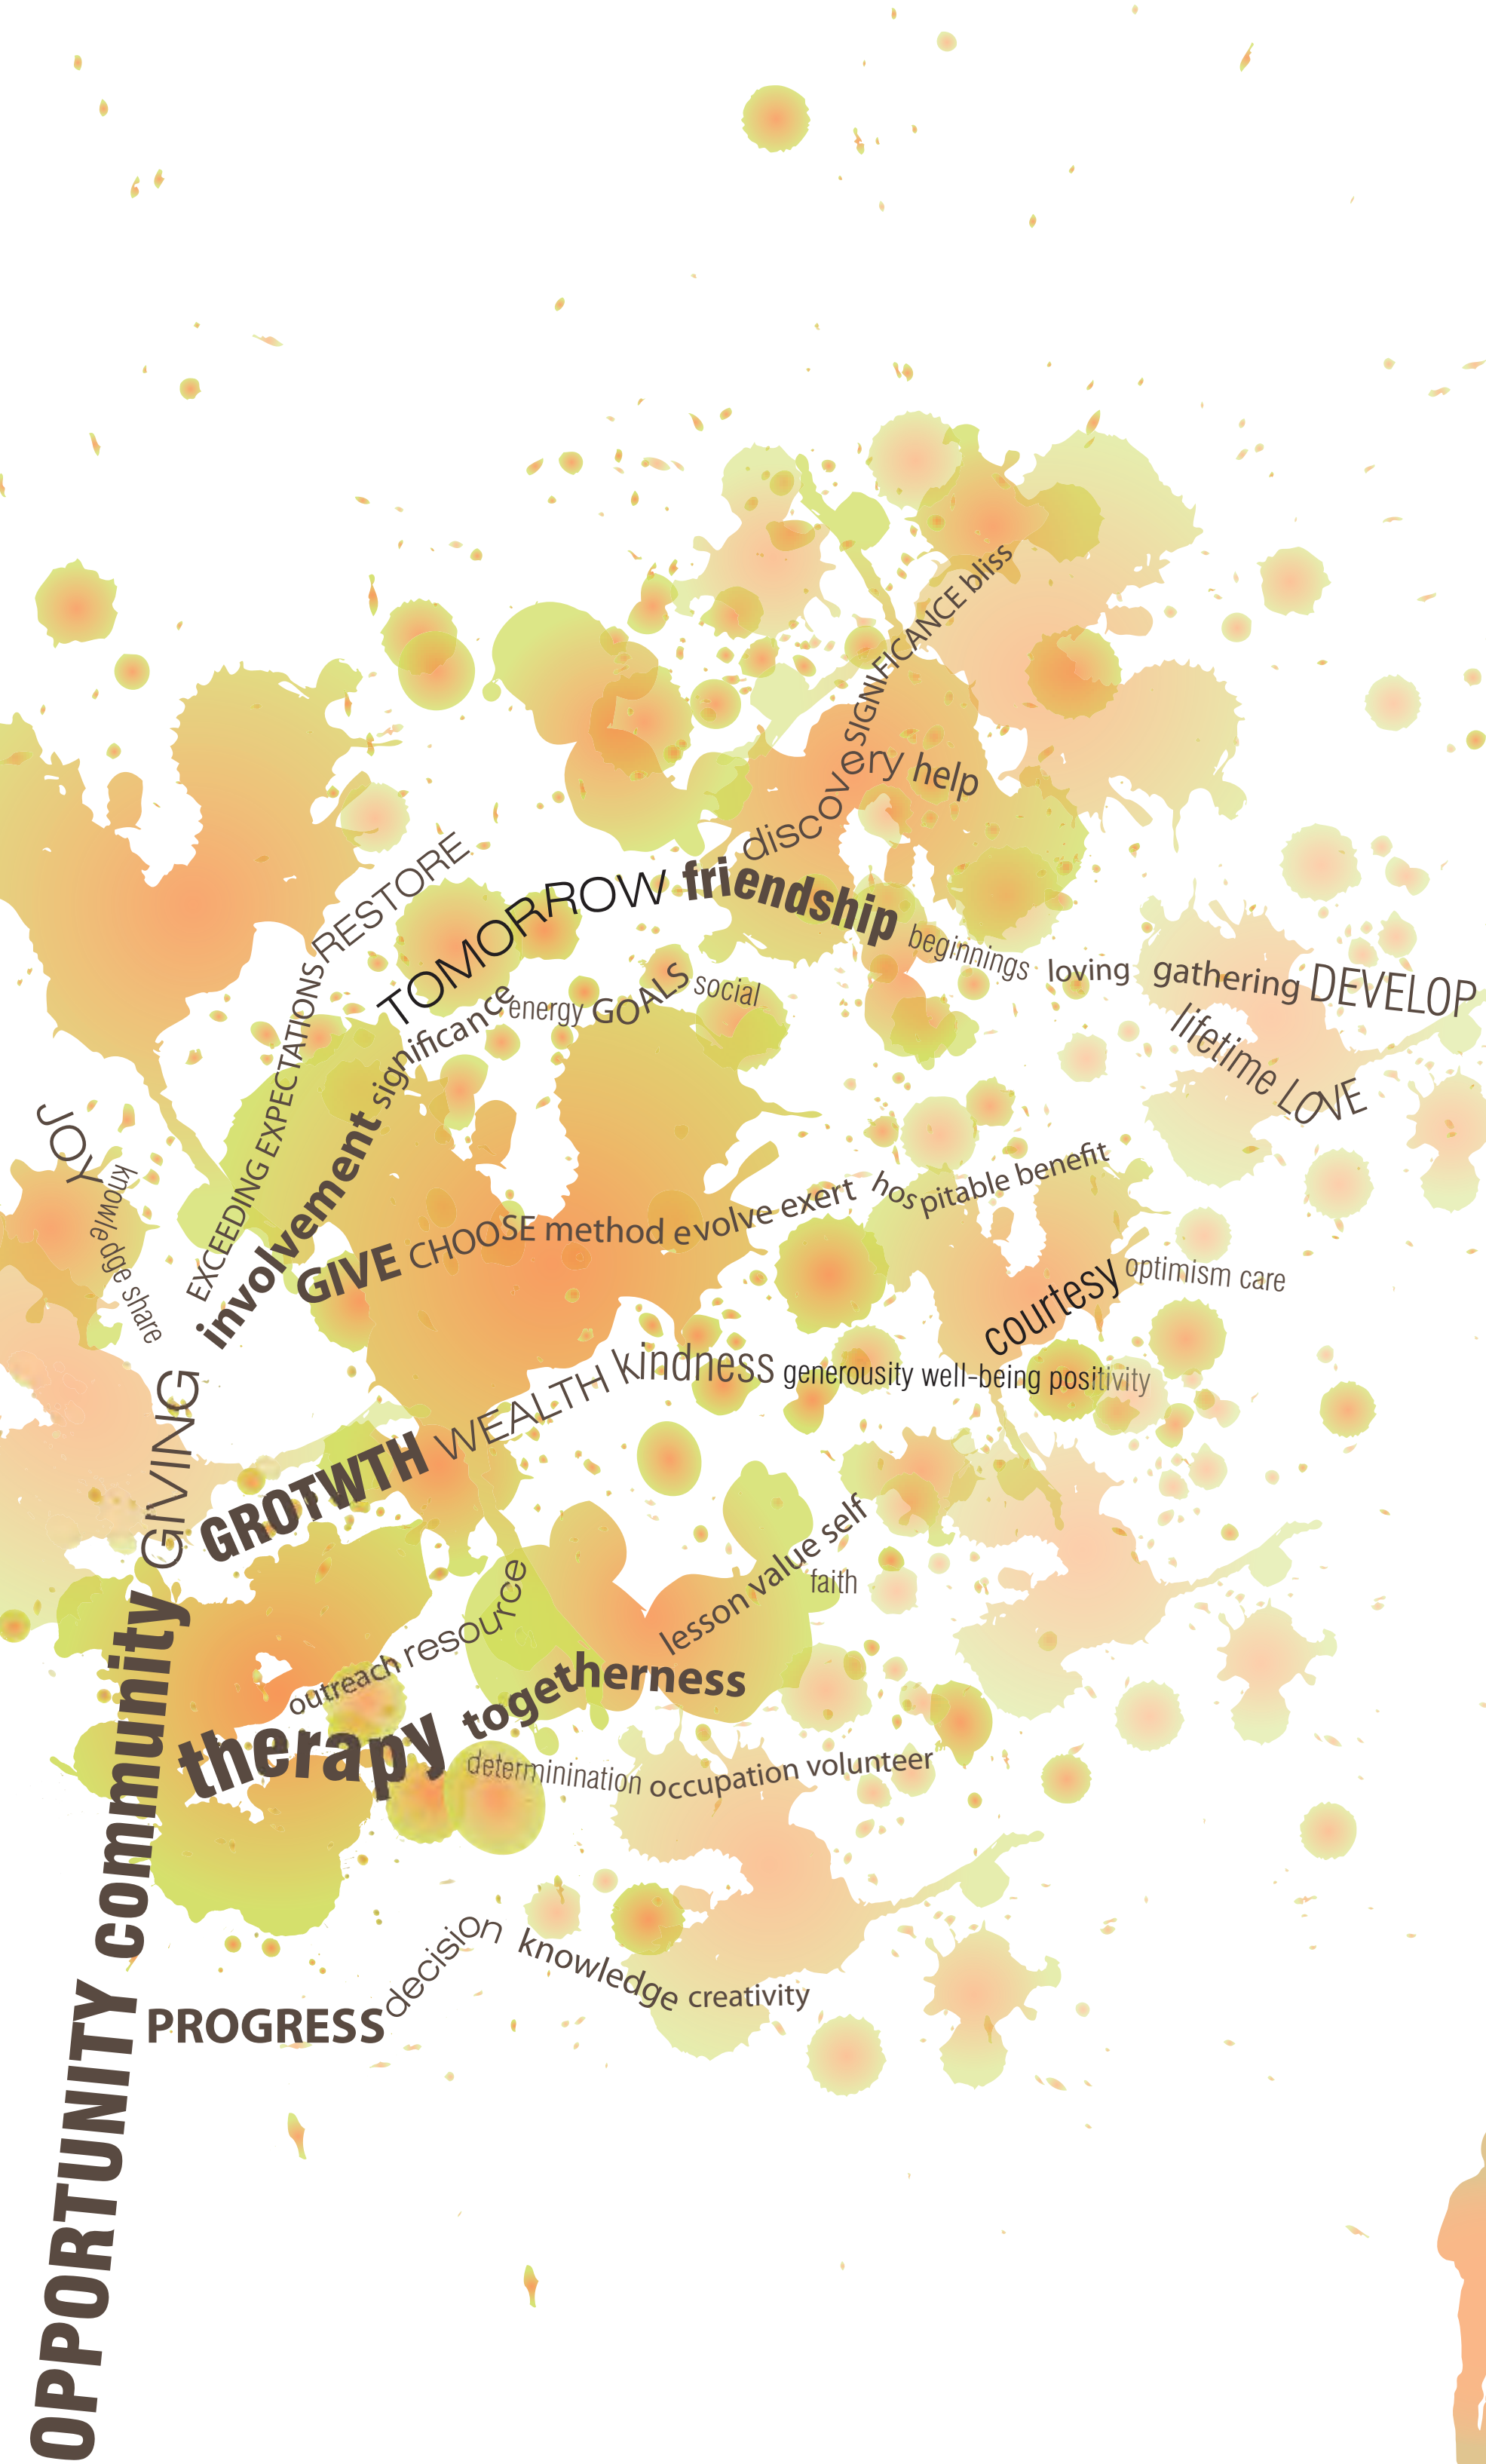 SIGNIFICANCE bliss
discovery help
RESTORE
EXCEEDING EXPECTATIONS
TOMORROW friendship beginnings loving gathering DEVELOP
lifetime LOVE
involvement significance energy GOALS social
JOY
knowledge share
GIVE CHOOSE method evolve exert hospitable benefit
courtesy optimism care
GIVING
GROTWTH WEALTH kindness generousity well-being positivity
lesson value self
faith
outreach resource
therapy togetherness
determinination occupation volunteer
OPPORTUNITY community
PROGRESS decision knowledge creativity